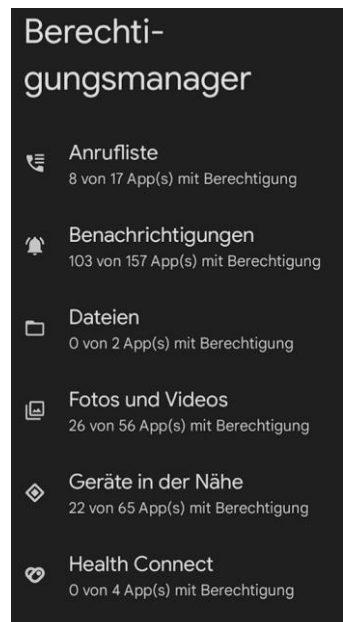 Berechti-
gungsmanager
Anrufliste
8 von 17 App(s) mit Berechtigung
Benachrichtigungen
103 von 157 App(s) mit Berechtigung
Dateien
0 von 2 App(s) mit Berechtigung
Fotos und Videos
26 von 56 App(s) mit Berechtigung
Geräte in der Nähe
22 von 65 App(s) mit Berechtigung
Health Connect
0 von 4 App(s) mit Berechtigung